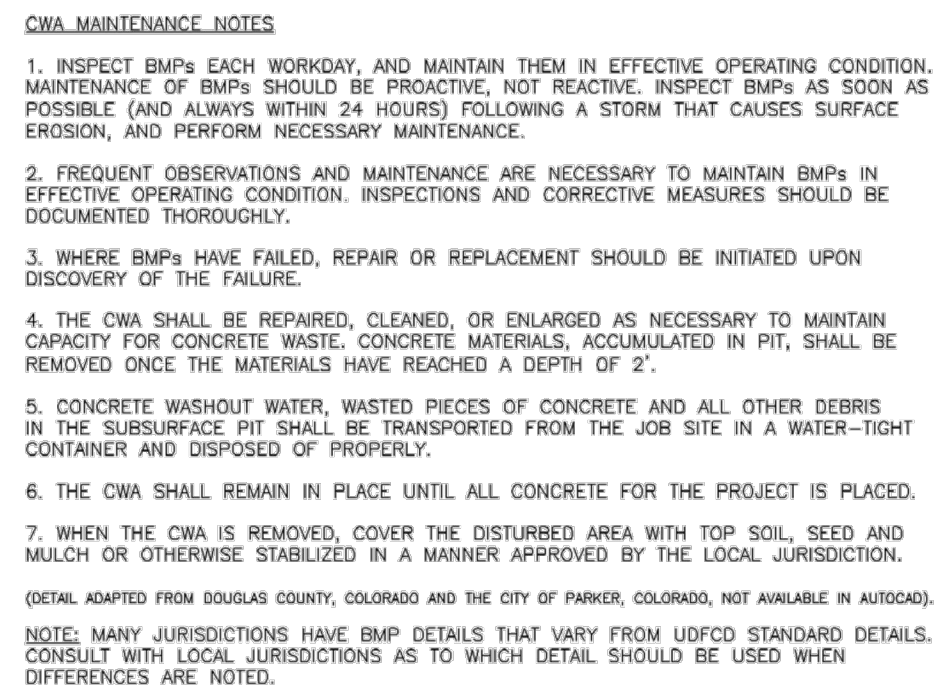 CWA MAINTENANCE NOTES
1. INSPECT BMPs EACH WORKDAY, AND MAINTAIN THEM IN EFFECTIVE OPERATING CONDITION.
MAINTENANCE OF BMPs SHOULD BE PROACTIVE, NOT REACTIVE. INSPECT BMPs AS SOON AS
POSSIBLE (AND ALWAYS WITHIN 24 HOURS) FOLLOWING A STORM THAT CAUSES SURFACE
EROSION, AND PERFORM NECESSARY MAINTENANCE.
2. FREQUENT OBSERVATIONS AND MAINTENANCE ARE NECESSARY TO MAINTAIN BMPs IN
EFFECTIVE OPERATING CONDITION. INSPECTIONS AND CORRECTIVE MEASURES SHOULD BE
DOCUMENTED THOROUGHLY.
3. WHERE BMPs HAVE FAILED, REPAIR OR REPLACEMENT SHOULD BE INITIATED UPON
DISCOVERY OF THE FAILURE.
4. THE CWA SHALL BE REPAIRED, CLEANED, OR ENLARGED AS NECESSARY TO MAINTAIN
CAPACITY FOR CONCRETE WASTE. CONCRETE MATERIALS, ACCUMULATED IN PIT, SHALL BE
REMOVED ONCE THE MATERIALS HAVE REACHED A DEPTH OF 2'.
5. CONCRETE WASHOUT WATER, WASTED PIECES OF CONCRETE AND ALL OTHER DEBRIS
IN THE SUBSURFACE PIT SHALL BE TRANSPORTED FROM THE JOB SITE IN A WATER-TIGHT
CONTAINER AND DISPOSED OF PROPERLY.
6. THE CWA SHALL REMAIN IN PLACE UNTIL ALL CONCRETE FOR THE PROJECT IS PLACED.
7. WHEN THE CWA IS REMOVED, COVER THE DISTURBED AREA WITH TOP SOIL, SEED AND
MULCH OR OTHERWISE STABILIZED IN A MANNER APPROVED BY THE LOCAL JURISDICTION.
(DETAIL ADAPTED FROM DOUGLAS COUNTY, COLORADO AND THE CITY OF PARKER, COLORADO, NOT AVAILABLE IN AUTOCAD).
NOTE: MANY JURISDICTIONS HAVE BMP DETAILS THAT VARY FROM UDFCD STANDARD DETAILS.
CONSULT WITH LOCAL JURISDICTIONS AS TO WHICH DETAIL SHOULD BE USED WHEN
DIFFERENCES ARE NOTED.